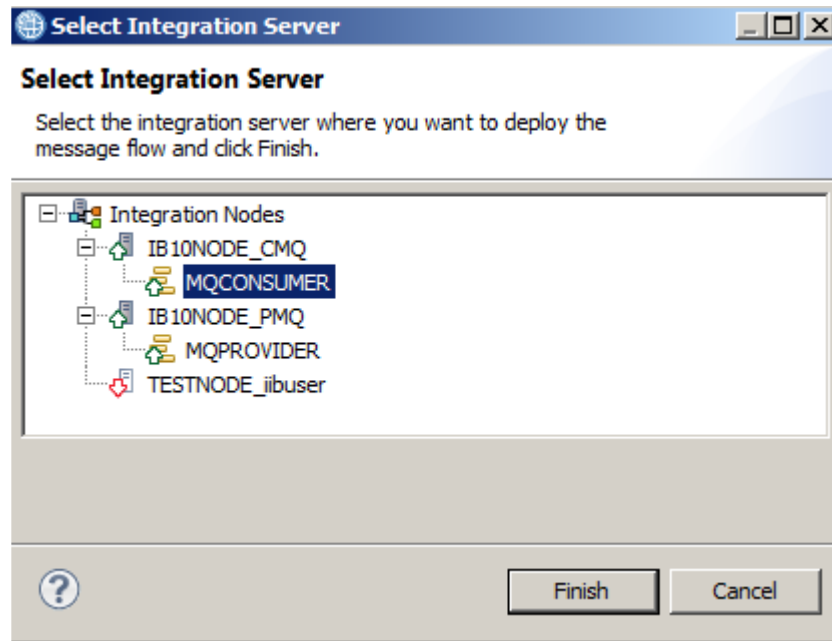 Select Integration Server
Select Integration Server
Select the integration server where you want to deploy the
message flow and click Finish.
Integration Nodes
IB10NODE_CMQ
MQCONSUMER
IB10NODE_PMQ
MQPROVIDER
TESTNODE_iibuser
?
Finish Cancel